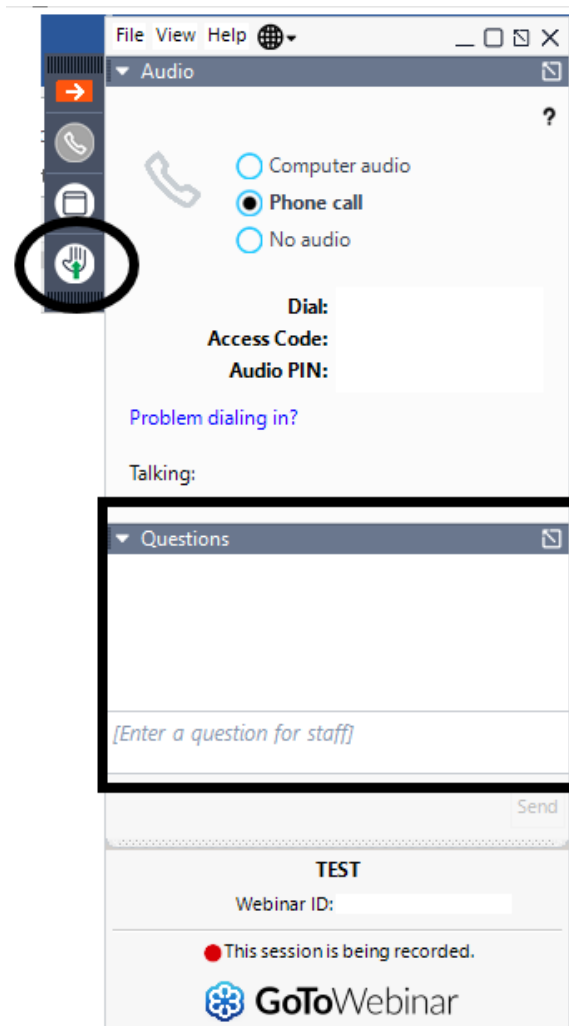 File View Help
Audio
?
Computer audio
Phone call
No audio
Dial:
Access Code:
Audio PIN:
Problem dialing in?
Talking:
Questions
[Enter a question for staff]
Send
TEST
Webinar ID:
This session is being recorded.
GoToWebinar